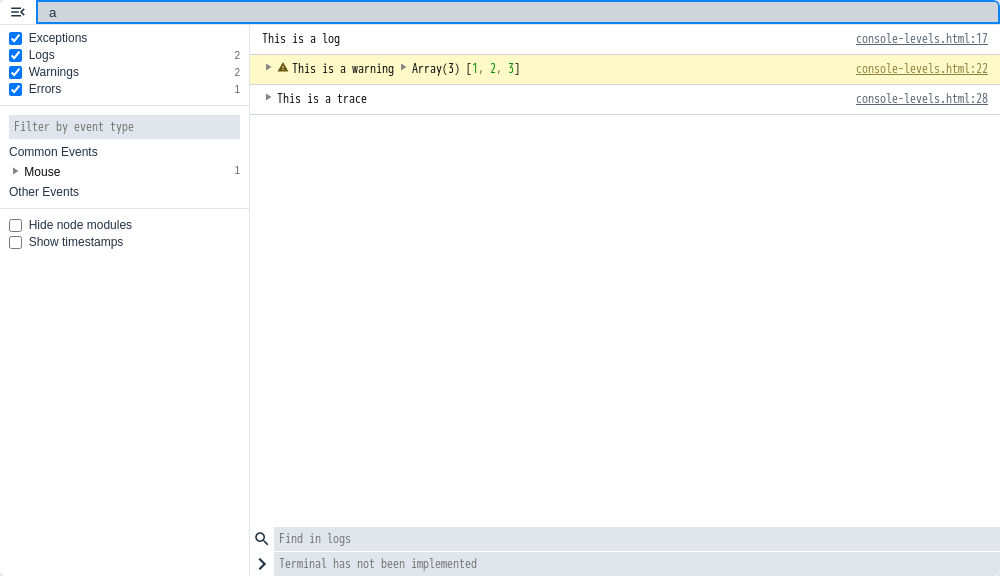 a
Exceptions
Logs 2
Warnings 2
Errors 1
Filter by event type
Common Events
Mouse 1
Other Events
Hide node modules
Show timestamps
This is a log console-levels.html:17
This is a warning Array(3) [1, 2, 3] console-levels.html:22
This is a trace console-levels.html:28
Find in logs
Terminal has not been implemented